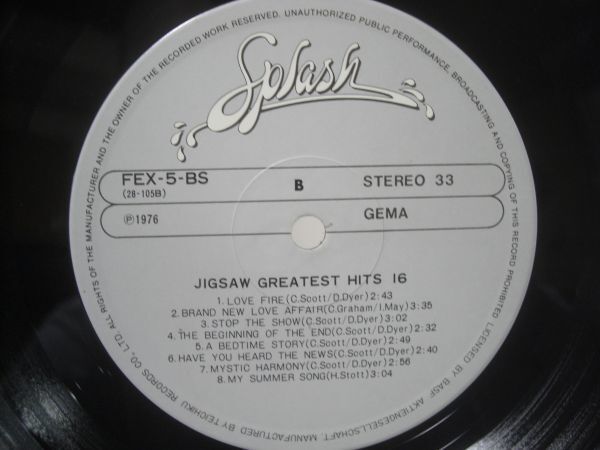 Splash
FEX-5-BS
(28-105B)
B
STEREO 33
℗1976
GEMA
JIGSAW GREATEST HITS 16
1. LOVE FIRE(C.Scott/D.Dyer)2:43
2. BRAND NEW LOVE AFFAIR(C.Graham/I.May)3:35
3. STOP THE SHOW(C.Scott/D.Dyer)3:02
4. THE BEGINNING OF THE END(C.Scott/D.Dyer)2:32
5. A BEDTIME STORY(C.Scott/D.Dyer)2:49
6. HAVE YOU HEARD THE NEWS(C.Scott/D.Dyer)2:40
7. MYSTIC HARMONY(C.Scott/D.Dyer)2:56
8. MY SUMMER SONG(H.Stott)3:04
MANUFACTURED BY TEICHIKU RECORDS CO., LTD ALL RIGHTS OF THE MANUFACTURER AND THE OWNER OF THE RECORDED WORK RESERVED. UNAUTHORIZED PUBLIC PERFORMANCE, BROADCASTING AND COPYING OF THIS RECORD PROHIBITED LICENSED BY BASF AKTIENGESELLSCHAFT.